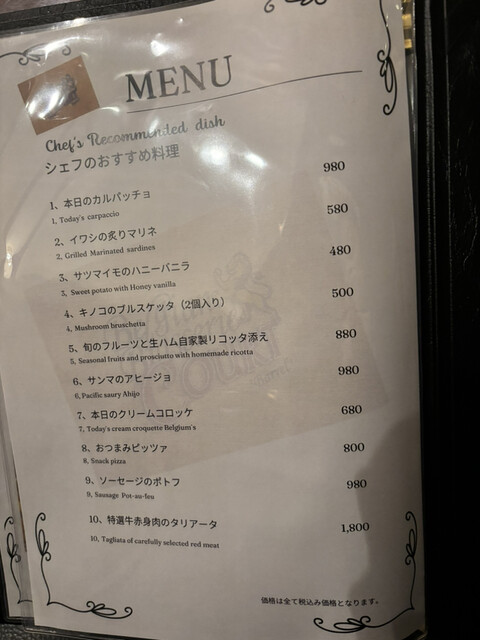 MENU
Chef's Recommended dish
シェフのおすすめ料理
1、本日のカルパッチョ 980
1, Today's carpaccio
2、イワシの炙りマリネ 580
2, Grilled Marinated sardines
3、サツマイモのハニーバニラ 480
3, Sweet potato with Honey vanilla
4、キノコのブルスケッタ（2個入り） 500
4, Mushroom bruschetta
5、旬のフルーツと生ハム自家製リコッタ添え 880
5, Seasonal fruits and prosciutto with homemade ricotta
6、サンマのアヒージョ 980
6, Pacific saury Ahijo
7、本日のクリームコロッケ 680
7, Today's cream croquette Belgium's
8、おつまみピッツァ 800
8, Snack pizza
9、ソーセージのポトフ 980
9, Sausage Pot-au-feu
10、特選牛赤身肉のタリアータ 1,800
10, Tagliata of carefully selected red meat
価格は全て税込み価格となります。